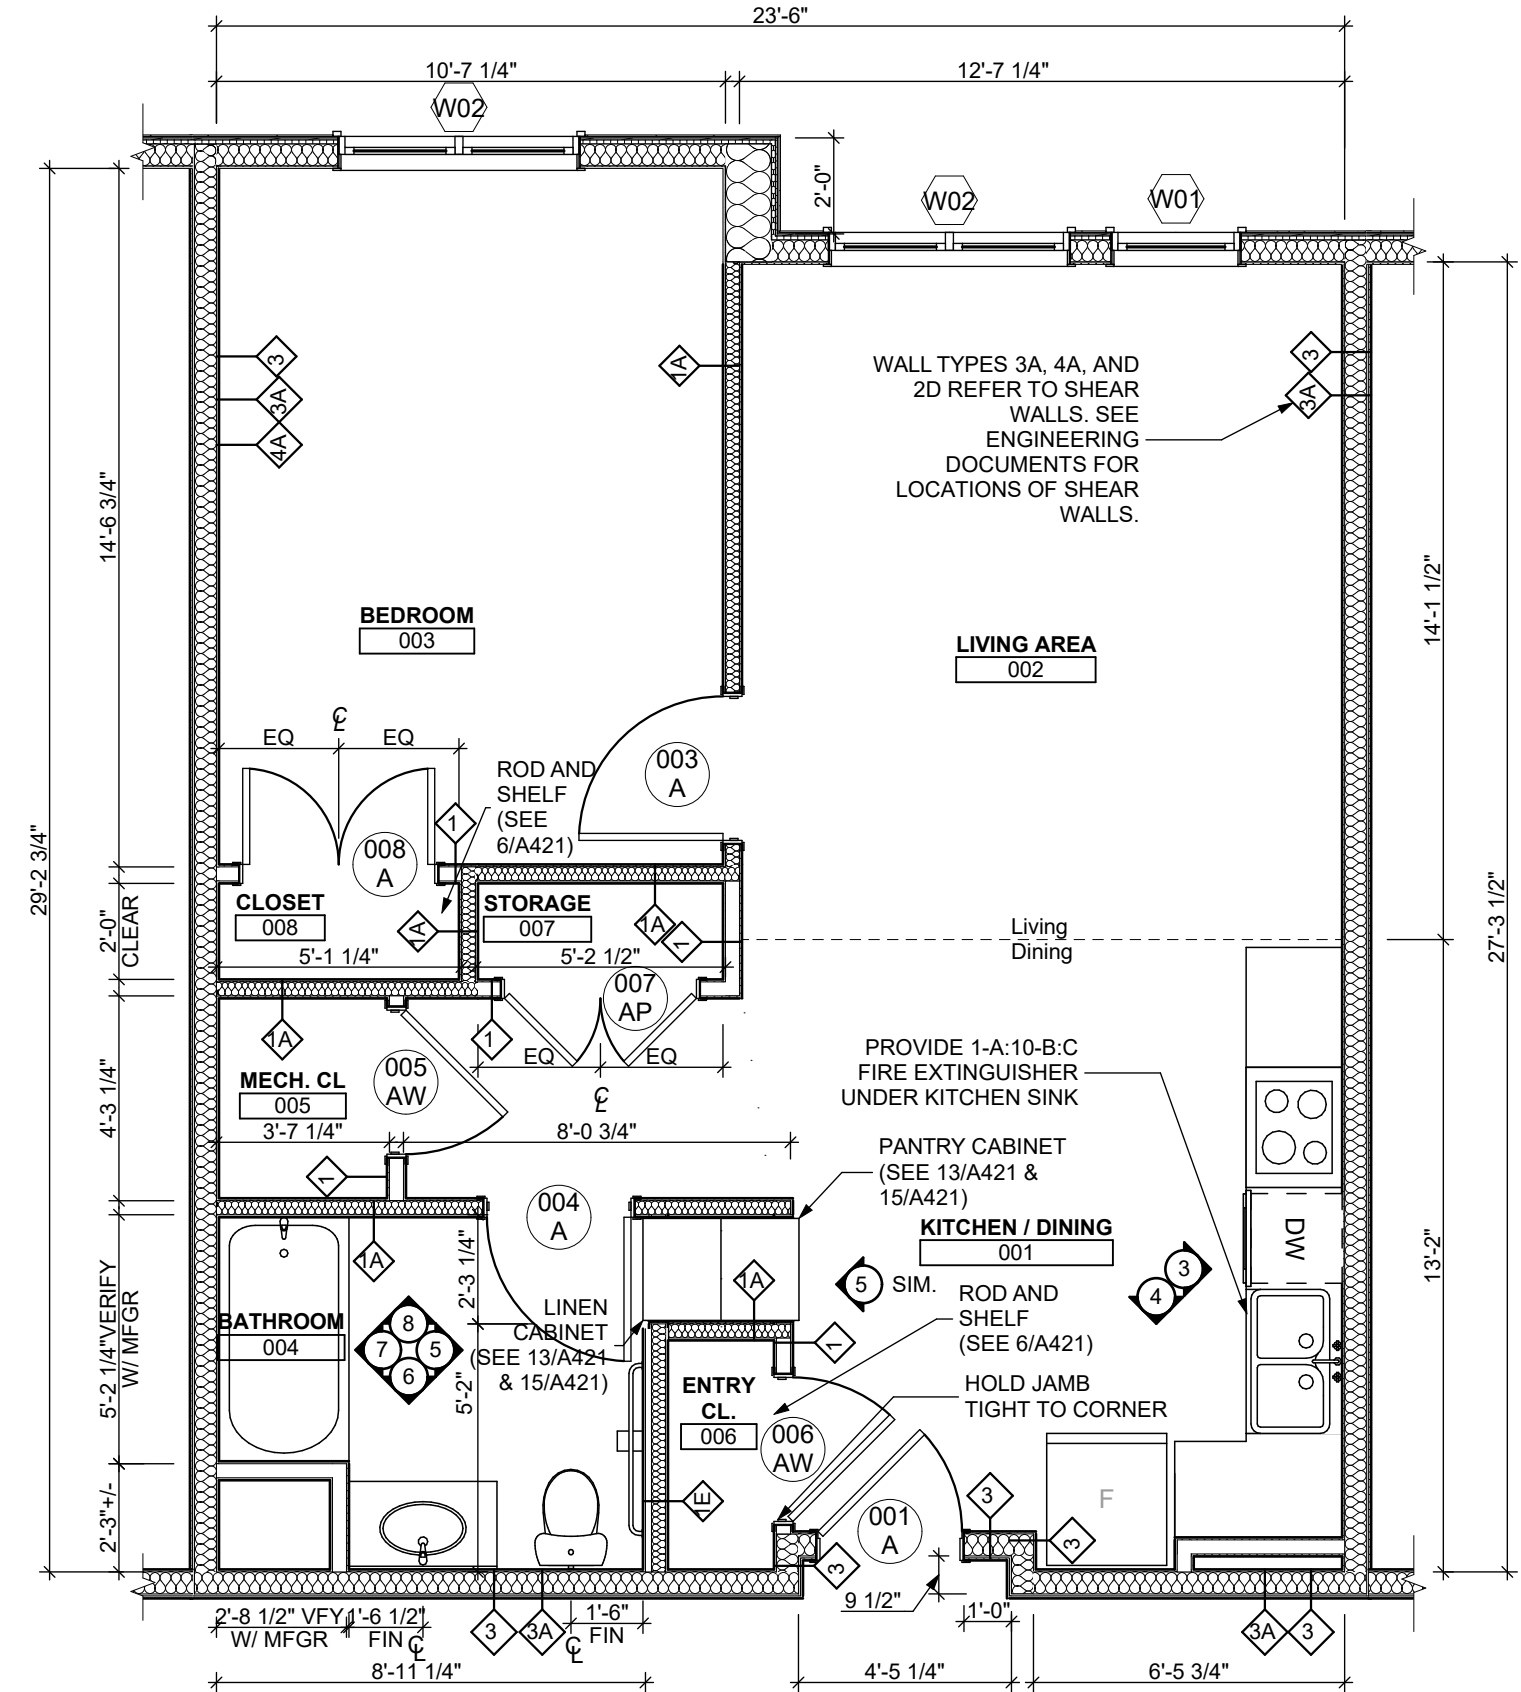 23'-6"
10'-7 1/4"
12'-7 1/4"
W02
2'-0"
W02
W01
3
3A
4A
1A
WALL TYPES 3A, 4A, AND
2D REFER TO SHEAR
WALLS. SEE
ENGINEERING
DOCUMENTS FOR
LOCATIONS OF SHEAR
WALLS.
3
3A
14'-6 3/4"
14'-1 1/2"
29'-2 3/4"
27'-3 1/2"
BEDROOM
003
LIVING AREA
002
℄
EQ
EQ
ROD AND
SHELF
(SEE
6/A421)
003
A
1
008
A
CLOSET
008
STORAGE
007
1A
1A
1
2'-0"
CLEAR
5'-1 1/4"
5'-2 1/2"
Living
Dining
007
AP
1A
1
EQ
EQ
℄
4'-3 1/4"
MECH. CL
005
005
AW
3'-7 1/4"
8'-0 3/4"
PROVIDE 1-A:10-B:C
FIRE EXTINGUISHER
UNDER KITCHEN SINK
PANTRY CABINET
(SEE 13/A421 &
15/A421)
1
004
A
KITCHEN / DINING
001
DW
13'-2"
1A
2'-3 1/4"
1A
5
SIM.
3
4
5'-2 1/4"VERIFY
W/ MFGR
BATHROOM
004
8
7
5
6
LINEN
CABINET
(SEE 13/A421
& 15/A421)
5'-2"
1
ROD AND
SHELF
(SEE 6/A421)
ENTRY
CL.
006
HOLD JAMB
TIGHT TO CORNER
006
AW
2'-3"+/-
1E
001
A
3
3
F
3
9 1/2"
1'-0"
2'-8 1/2" VFY
W/ MFGR
1'-6 1/2"
FIN
℄
3
3A
℄
1'-6"
FIN
3A
3
8'-11 1/4"
4'-5 1/4"
6'-5 3/4"